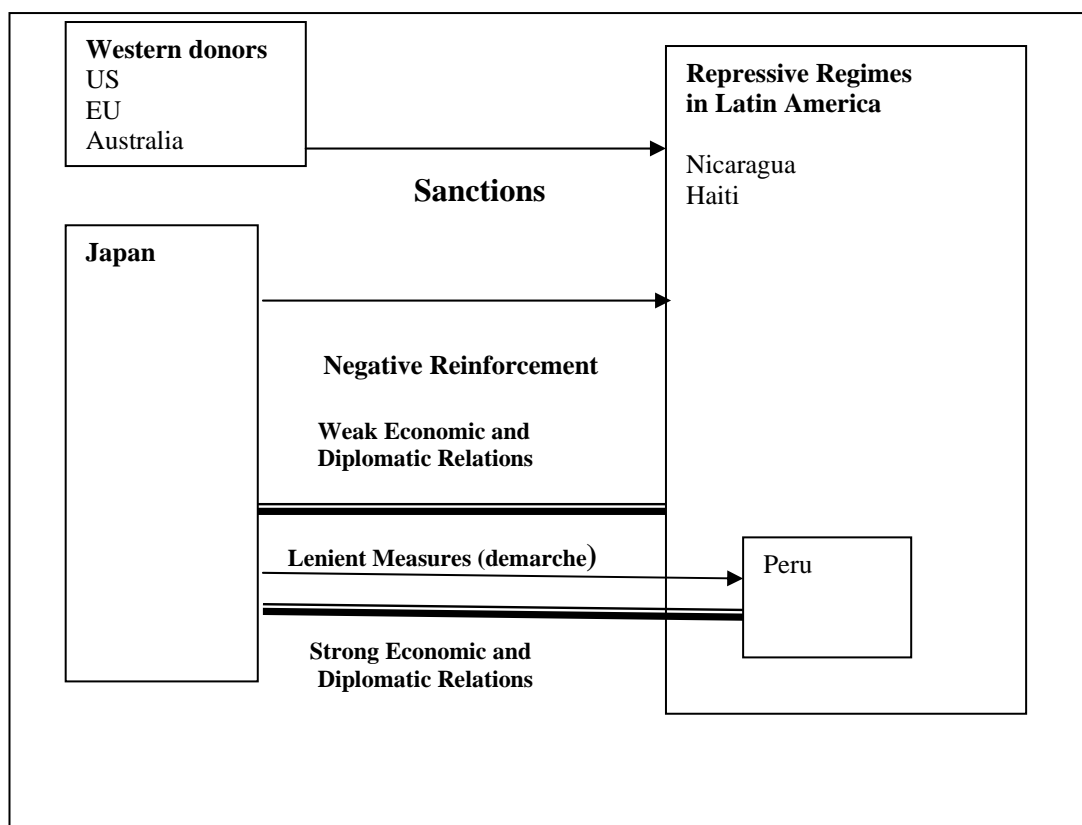 Western donors
US
EU
Australia
Repressive Regimes
in Latin America
Nicaragua
Haiti
Sanctions
Japan
Negative Reinforcement
Weak Economic and
Diplomatic Relations
Lenient Measures (demarche)
Peru
Strong Economic and
Diplomatic Relations